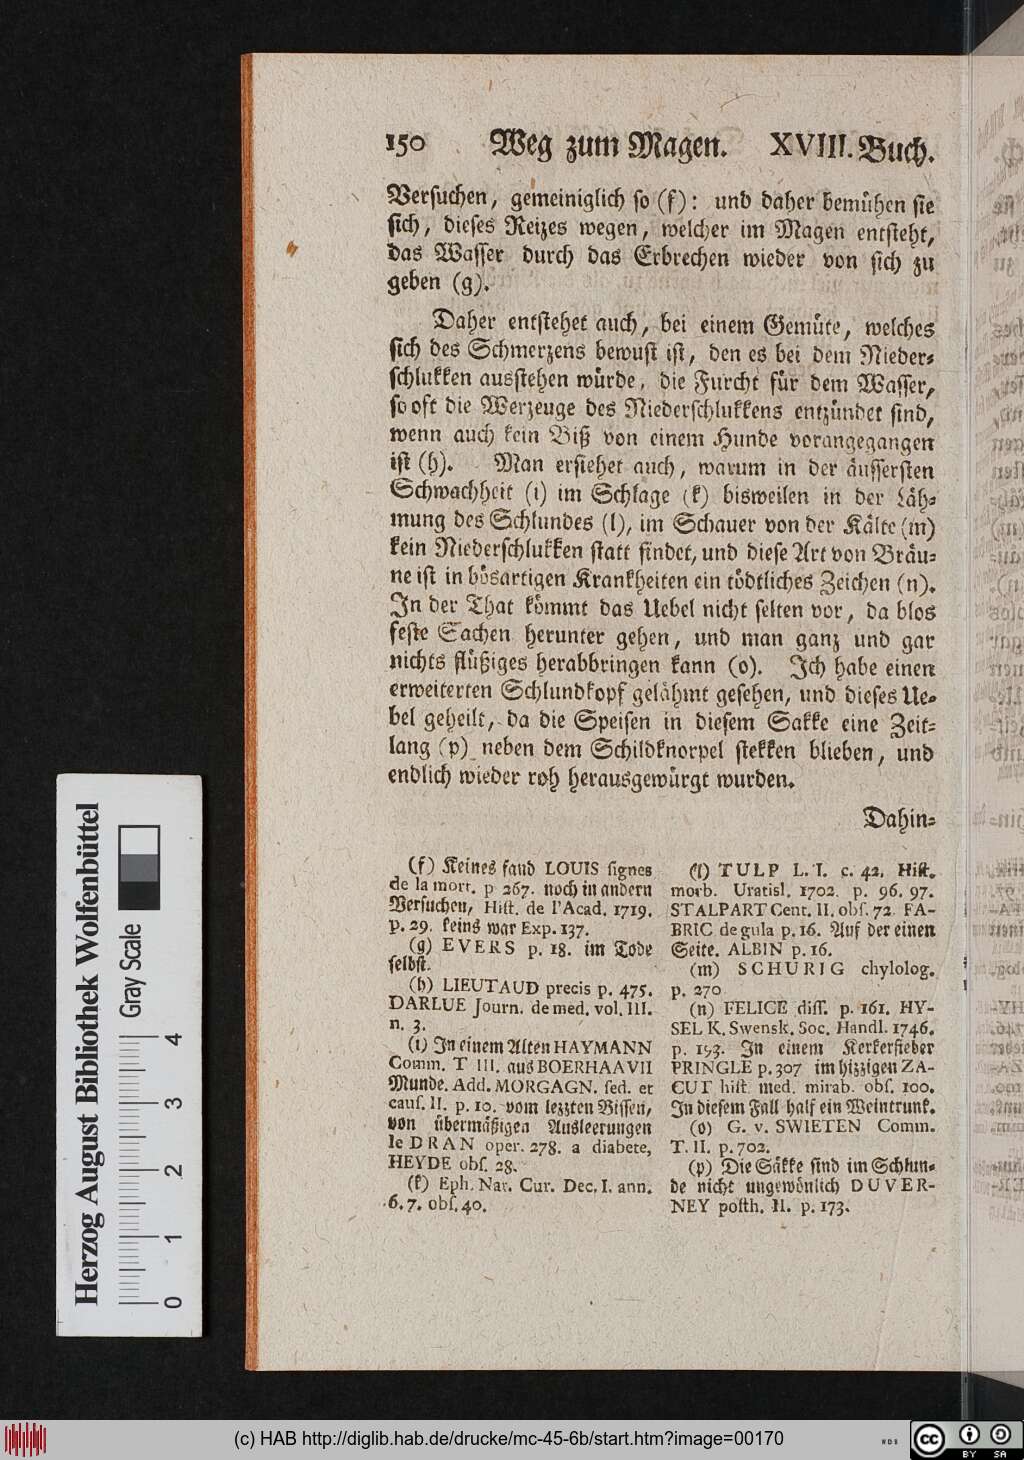 150 Weg zum Magen. XVIII. Buch.
Versuchen, gemeiniglich so (f): und daher bemühen sie
sich, dieses Reizes wegen, welcher im Magen entsteht,
das Wasser durch das Erbrechen wieder von sich zu
geben (g).
Daher entstehet auch, bei einem Gemüte, welches
sich des Schmerzens bewust ist, den es bei dem Nieder-
schlukken ausstehen würde, die Furcht für dem Wasser,
so oft die Werzeuge des Niederschlukkens entzündet sind,
wenn auch kein Biß von einem Hunde vorangegangen
ist (h). Man ersiehet auch, warum in der äussersten
Schwachheit (i) im Schlage (k) bisweilen in der Läh-
mung des Schlundes (l), im Schauer von der Kälte (m)
kein Niederschlukken statt findet, und diese Art von Bräu-
ne ist in bösartigen Krankheiten ein tödtliches Zeichen (n).
In der That kömmt das Uebel nicht selten vor, da blos
feste Sachen herunter gehen, und man ganz und gar
nichts flüßiges herabbringen kann (o). Ich habe einen
erweiterten Schlundkopf gelähmt gesehen, und dieses Ue-
bel geheilt, da die Speisen in diesem Sakke eine Zeit-
lang (p) neben dem Schildknorpel stekken blieben, und
endlich wieder roh herausgewürgt wurden.
Dahin-
(f) Keines fand LOUIS signes
de la mort. p 267. noch in andern
Versuchen, Hist. de l'Acad. 1719.
p. 29. keins war Exp. 137.
(g) EVERS p. 18. im Tode
selbst.
(h) LIEUTAUD precis p. 475.
DARLUE Journ. de med. vol. III.
n. 3.
(i) In einem Alten HAYMANN
Comm. T III. aus BOERHAAVII
Munde. Add. MORGAGN. sed. et
caus. II. p. 10. vom lezzten Bissen,
von übermäßigen Ausleerungen
le DRAN oper. 278. a diabete,
HEYDE obs. 28.
(k) Eph. Nat. Cur. Dec. I. ann.
6. 7. obs. 40.
(l) TULP L. I. c. 42. Hist.
morb. Uratisl. 1702. p. 96. 97.
STALPART Cent. II. obs. 72 FA-
BRIC de gula p. 16. Auf der einen
Seite. ALBIN p. 16.
(m) SCHURIG chylolog.
p. 270
(n) FELICE diss. p. 161. HY-
SEL K. Swensk. Soc. Handl. 1746.
p. 193. In einem Kerkerfieber
PRINGLE p. 307 im hizzigen ZA-
CUT hist med. mirab. obs. 100.
In diesem Fall half ein Weintrunk.
(o) G. v. SWIETEN Comm.
T. II. p. 702.
(p) Die Säkke sind im Schlun-
de nicht ungewönlich DUVER-
NEY posth. II. p. 173.
Herzog August Bibliothek Wolfenbüttel
Gray Scale
0 1 2 3 4
(c) HAB http://diglib.hab.de/drucke/mc-45-6b/start.htm?image=00170
cc BY SA